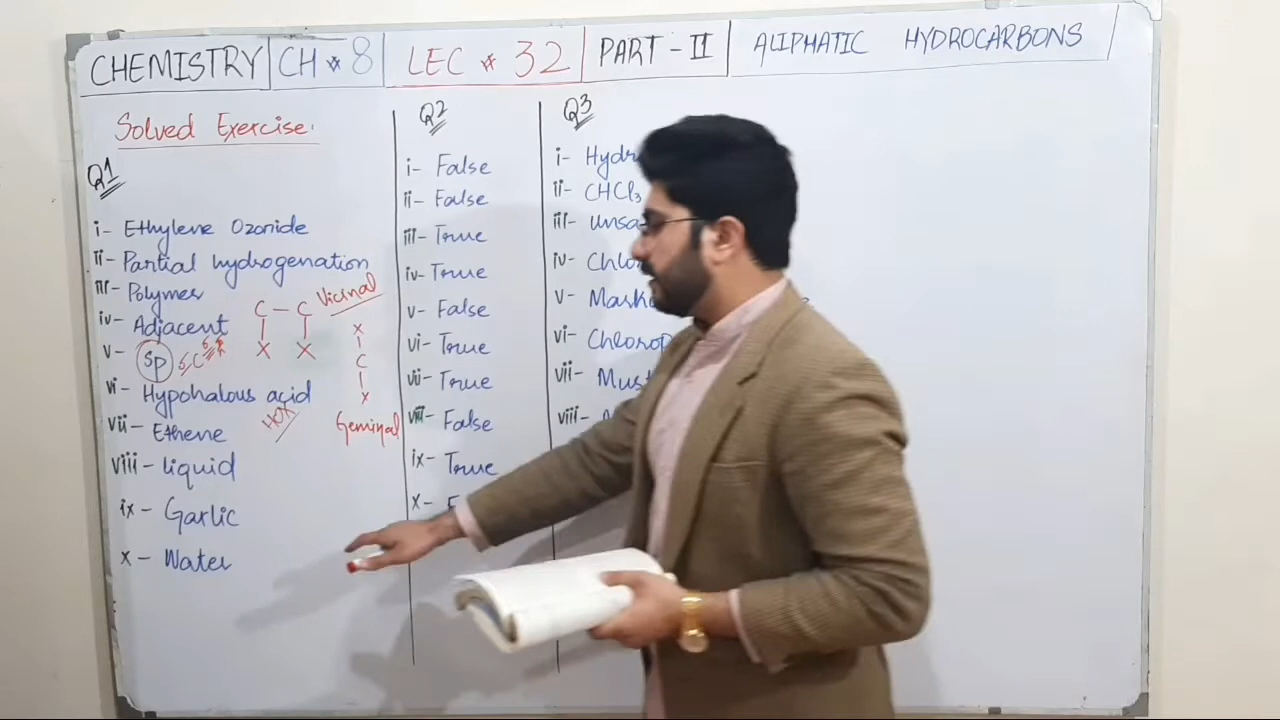 CHEMISTRY CH * 8 LEC * 32 PART - II ALIPHATIC HYDROCARBONS
Solved Exercise.
Q1
i- Ethylene Ozonide
ii- Partial hydrogenation
iii- Polymer
iv- Adjacent
v- Sp
vi- Hypohalous acid
vii- Ethene
viii- liquid
ix- Garlic
x- Water
C - C
X X
Vicinal
X
C
X
Geminal
HOX
Q2
i- False
ii- False
iii- True
iv- True
v- False
vi- True
vii- True
viii- False
ix- True
x- F
Q3
i- Hydr
ii- CHCl3
iii- Unsa
iv- Chlo
v- Mark
vi- Chlorop
vii- Must
viii-